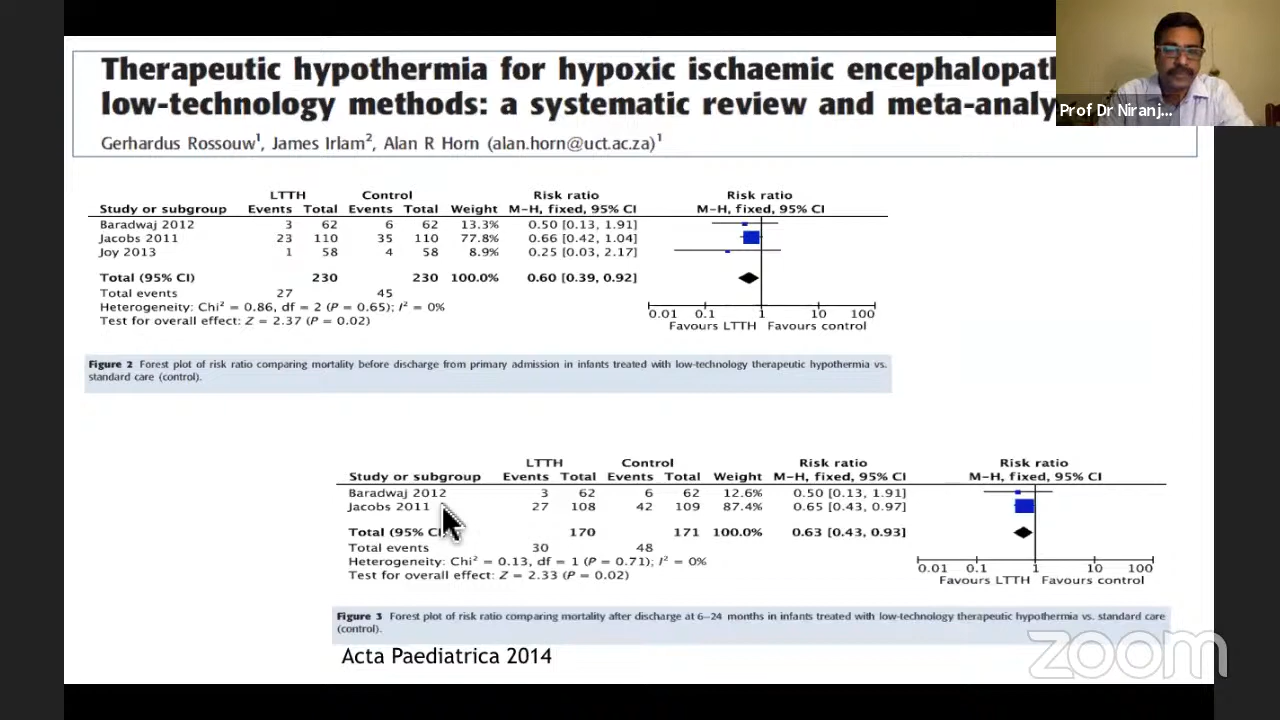 Therapeutic hypothermia for hypoxic ischaemic encephalopat
low-technology methods: a systematic review and meta-analy
Prof Dr Niranj...
Gerhardus Rossouw¹, James Irlam², Alan R Horn (alan.horn@uct.ac.za)¹
LTTH Control Risk ratio Risk ratio
Study or subgroup Events Total Events Total Weight M-H, fixed, 95% CI M-H, fixed, 95% CI
Baradwaj 2012 3 62 6 62 13.3% 0.50 [0.13, 1.91]
Jacobs 2011 23 110 35 110 77.8% 0.66 [0.42, 1.04]
Joy 2013 1 58 4 58 8.9% 0.25 [0.03, 2.17]
Total (95% CI) 230 230 100.0% 0.60 [0.39, 0.92]
Total events 27 45
Heterogeneity: Chi² = 0.86, df = 2 (P = 0.65); I² = 0%
Test for overall effect: Z = 2.37 (P = 0.02)
0.01 0.1 1 10 100
Favours LTTH Favours control
Figure 2 Forest plot of risk ratio comparing mortality before discharge from primary admission in infants treated with low-technology therapeutic hypothermia vs.
standard care (control).
LTTH Control Risk ratio Risk ratio
Study or subgroup Events Total Events Total Weight M-H, fixed, 95% CI M-H, fixed, 95% CI
Baradwaj 2012 3 62 6 62 12.6% 0.50 [0.13, 1.91]
Jacobs 2011 27 108 42 109 87.4% 0.65 [0.43, 0.97]
Total (95% C 170 171 100.0% 0.63 [0.43, 0.93]
Total events 30 48
Heterogeneity: Chi² = 0.13, df = 1 (P = 0.71); I² = 0%
Test for overall effect: Z = 2.33 (P = 0.02)
0.01 0.1 1 10 100
Favours LTTH Favours control
Figure 3 Forest plot of risk ratio comparing mortality after discharge at 6–24 months in infants treated with low-technology therapeutic hypothermia vs. standard care
(control).
Acta Paediatrica 2014
zoom